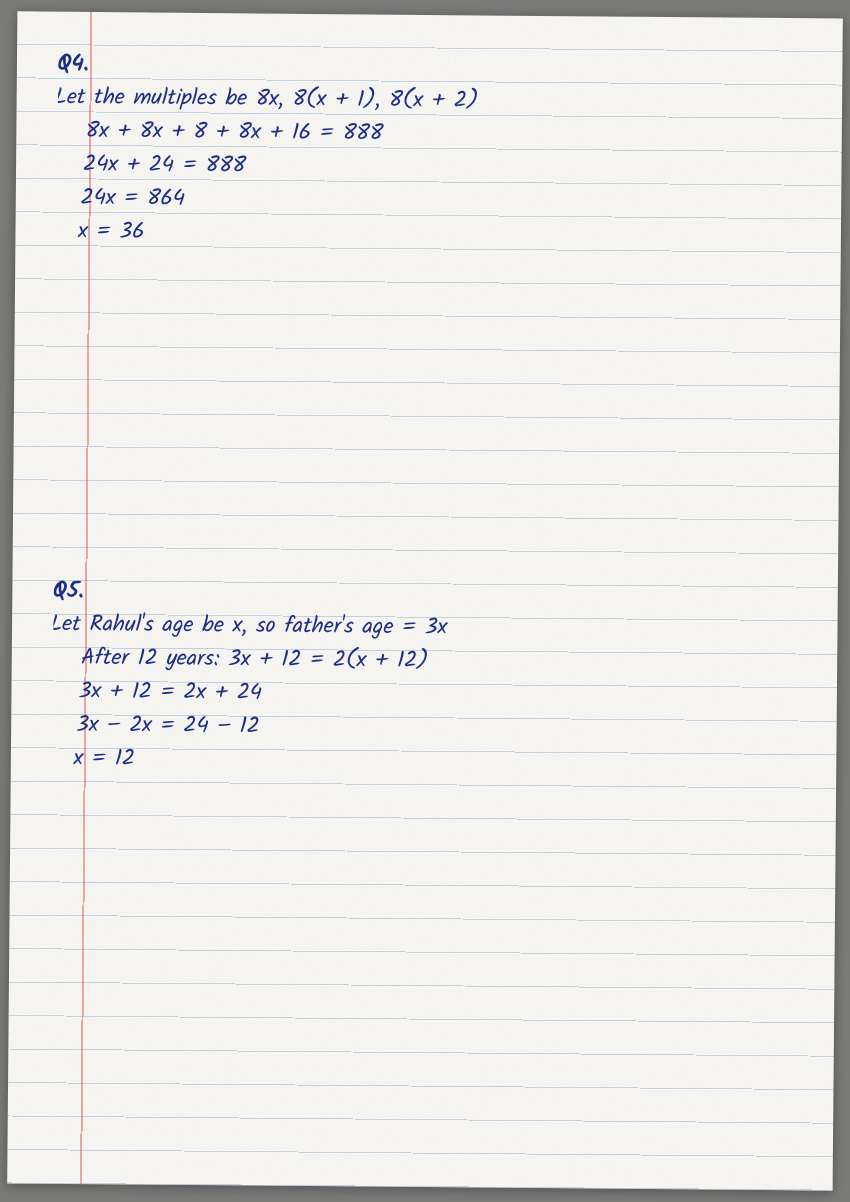 Q4.
Let the multiples be 8x, 8(x + 1), 8(x + 2)
8x + 8x + 8 + 8x + 16 = 888
24x + 24 = 888
24x = 864
x = 36
Q5.
Let Rahul's age be x, so father's age = 3x
After 12 years: 3x + 12 = 2(x + 12)
3x + 12 = 2x + 24
3x − 2x = 24 − 12
x = 12